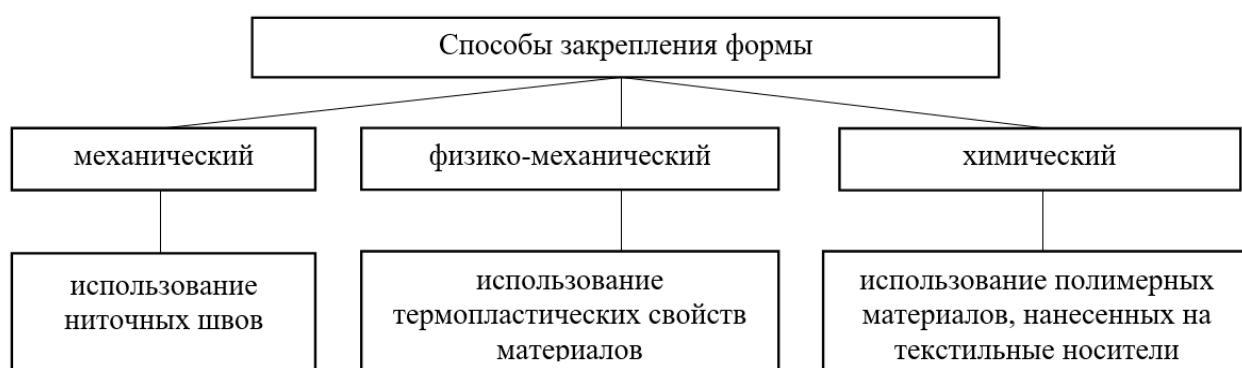 Способы закрепления формы
механический
физико-механический
химический
использование
ниточных швов
использование
термопластических свойств
материалов
использование полимерных
материалов, нанесенных на
текстильные носители